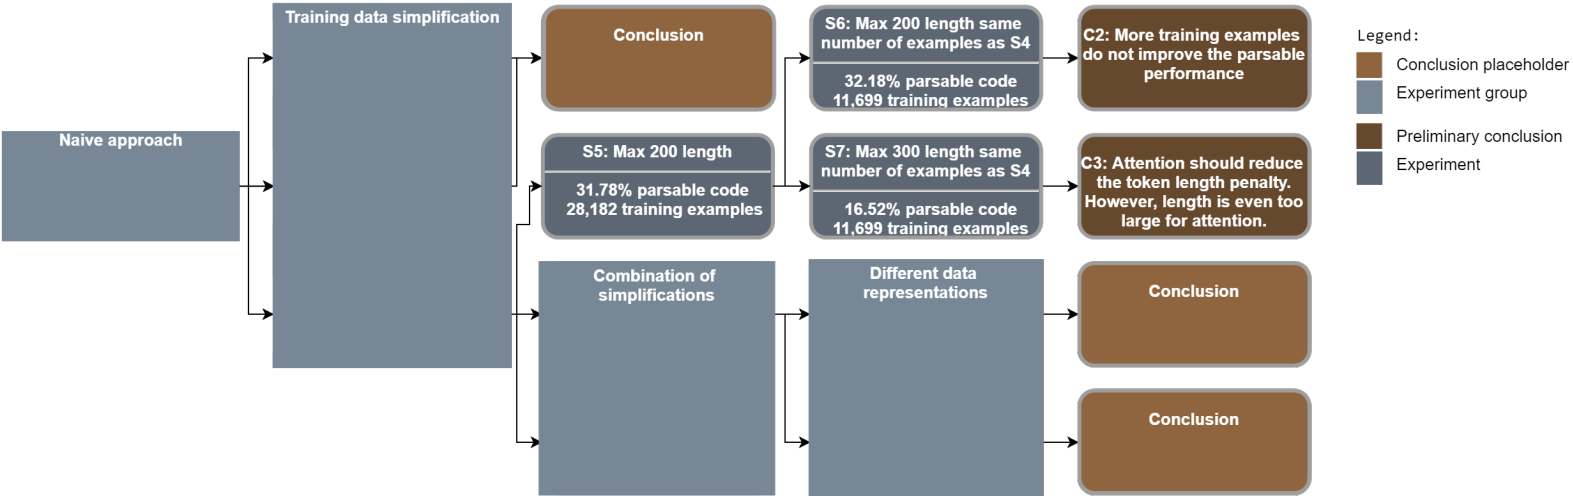 Naive approach
Training data simplification
Conclusion
S5: Max 200 length
31.78% parsable code
28,182 training examples
Combination of
simplifications
S6: Max 200 length same
number of examples as S4
32.18% parsable code
11,699 training examples
S7: Max 300 length same
number of examples as S4
16.52% parsable code
11,699 training examples
Different data
representations
C2: More training examples
do not improve the parsable
performance
C3: Attention should reduce
the token length penalty.
However, length is even too
large for attention.
Conclusion
Conclusion
Legend:
Conclusion placeholder
Experiment group
Preliminary conclusion
Experiment